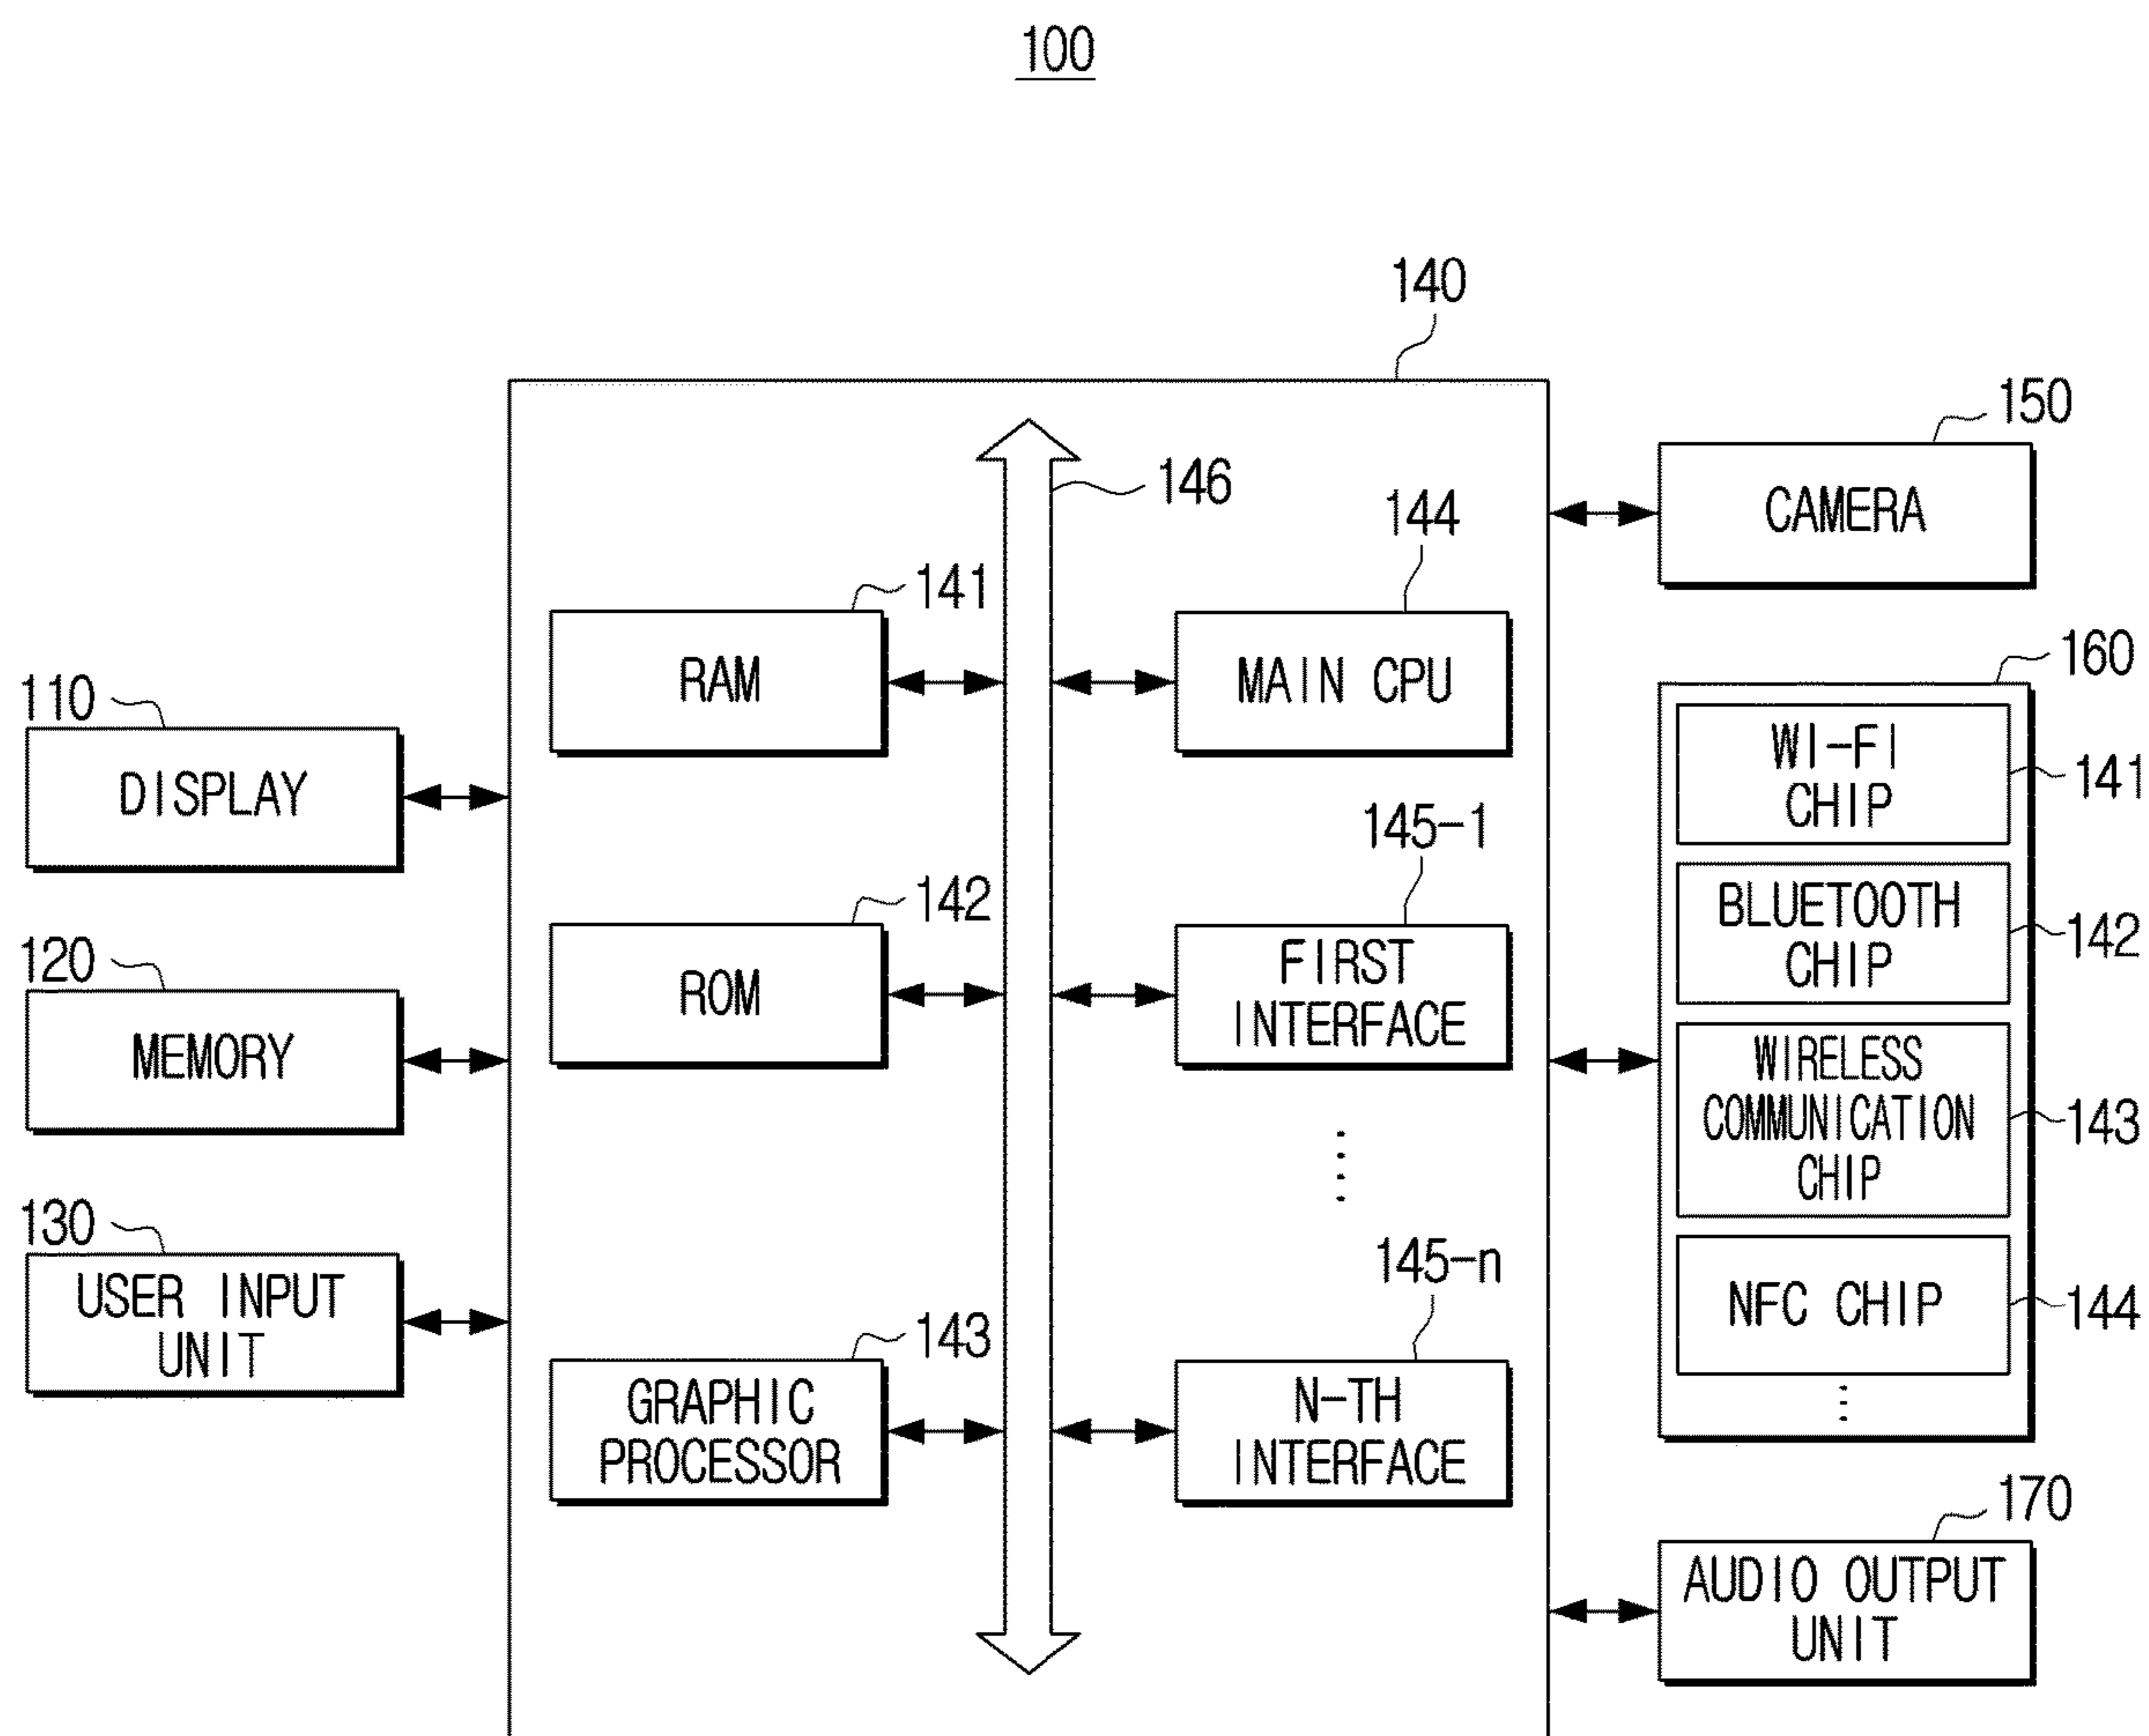 100
140
150
CAMERA
146
144
141
RAM
MAIN CPU
160
WI-FI
CHIP
141
110
DISPLAY
145-1
142
ROM
FIRST
INTERFACE
BLUETOOTH
CHIP
142
120
MEMORY
WIRELESS
COMMUNICATION
CHIP
143
130
USER INPUT
UNIT
145-n
NFC CHIP
144
143
GRAPHIC
PROCESSOR
N-TH
INTERFACE
170
AUDIO OUTPUT
UNIT